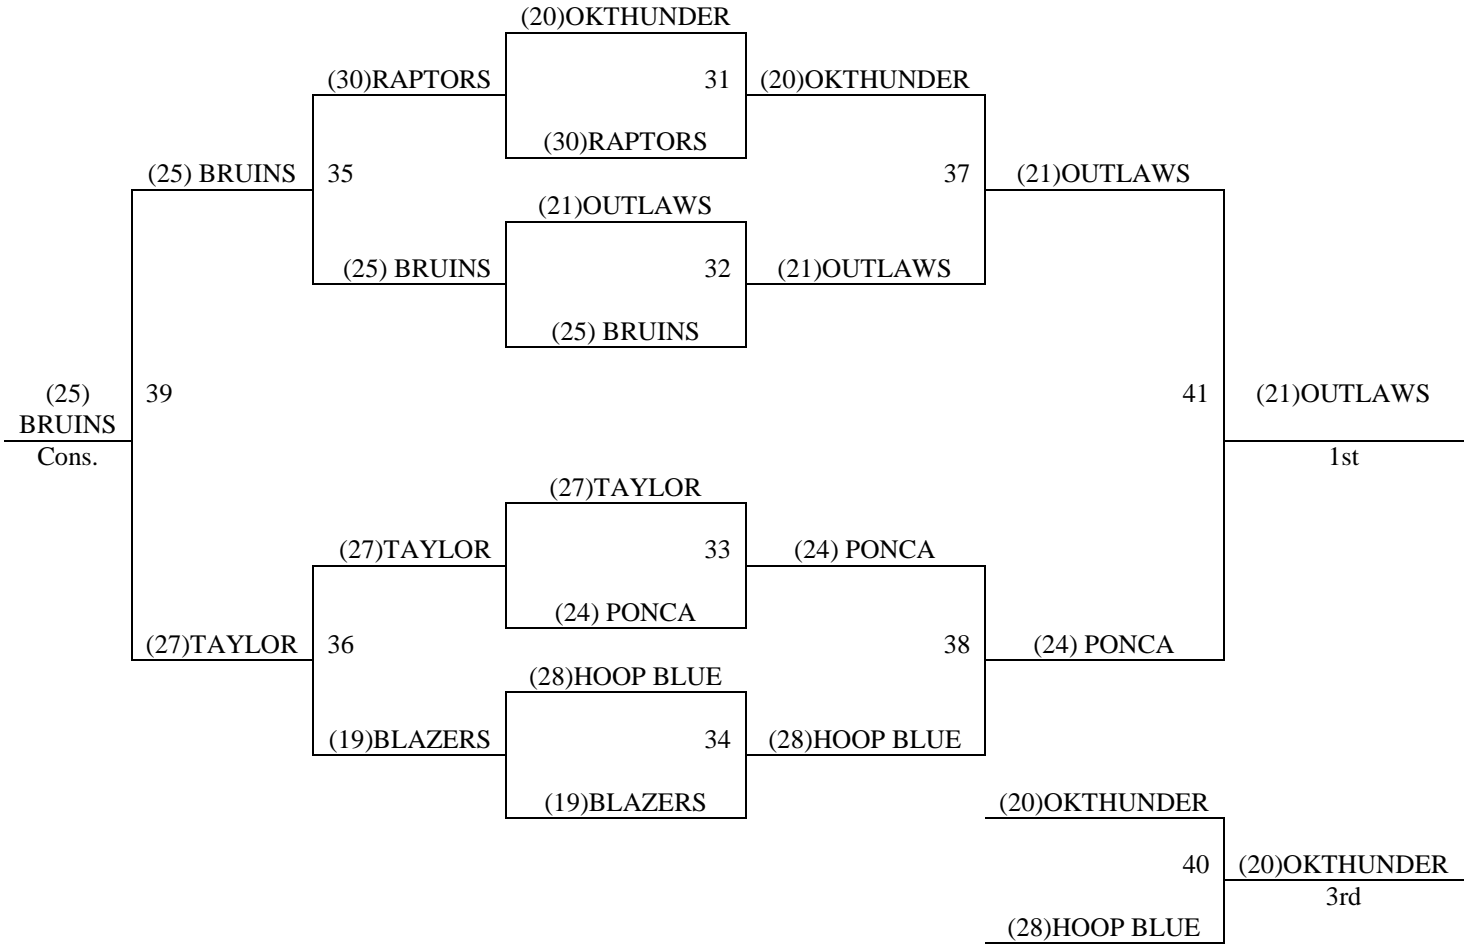 (20)OKTHUNDER
(30)RAPTORS
31
(20)OKTHUNDER
(30)RAPTORS
(25) BRUINS
35
37
(21)OUTLAWS
(21)OUTLAWS
(25) BRUINS
32
(21)OUTLAWS
(25) BRUINS
(25)
BRUINS
Cons.
39
41
(21)OUTLAWS
1st
(27)TAYLOR
(27)TAYLOR
33
(24) PONCA
(24) PONCA
(27)TAYLOR
36
38
(24) PONCA
(28)HOOP BLUE
(19)BLAZERS
34
(28)HOOP BLUE
(19)BLAZERS
(20)OKTHUNDER
40
(20)OKTHUNDER
3rd
(28)HOOP BLUE